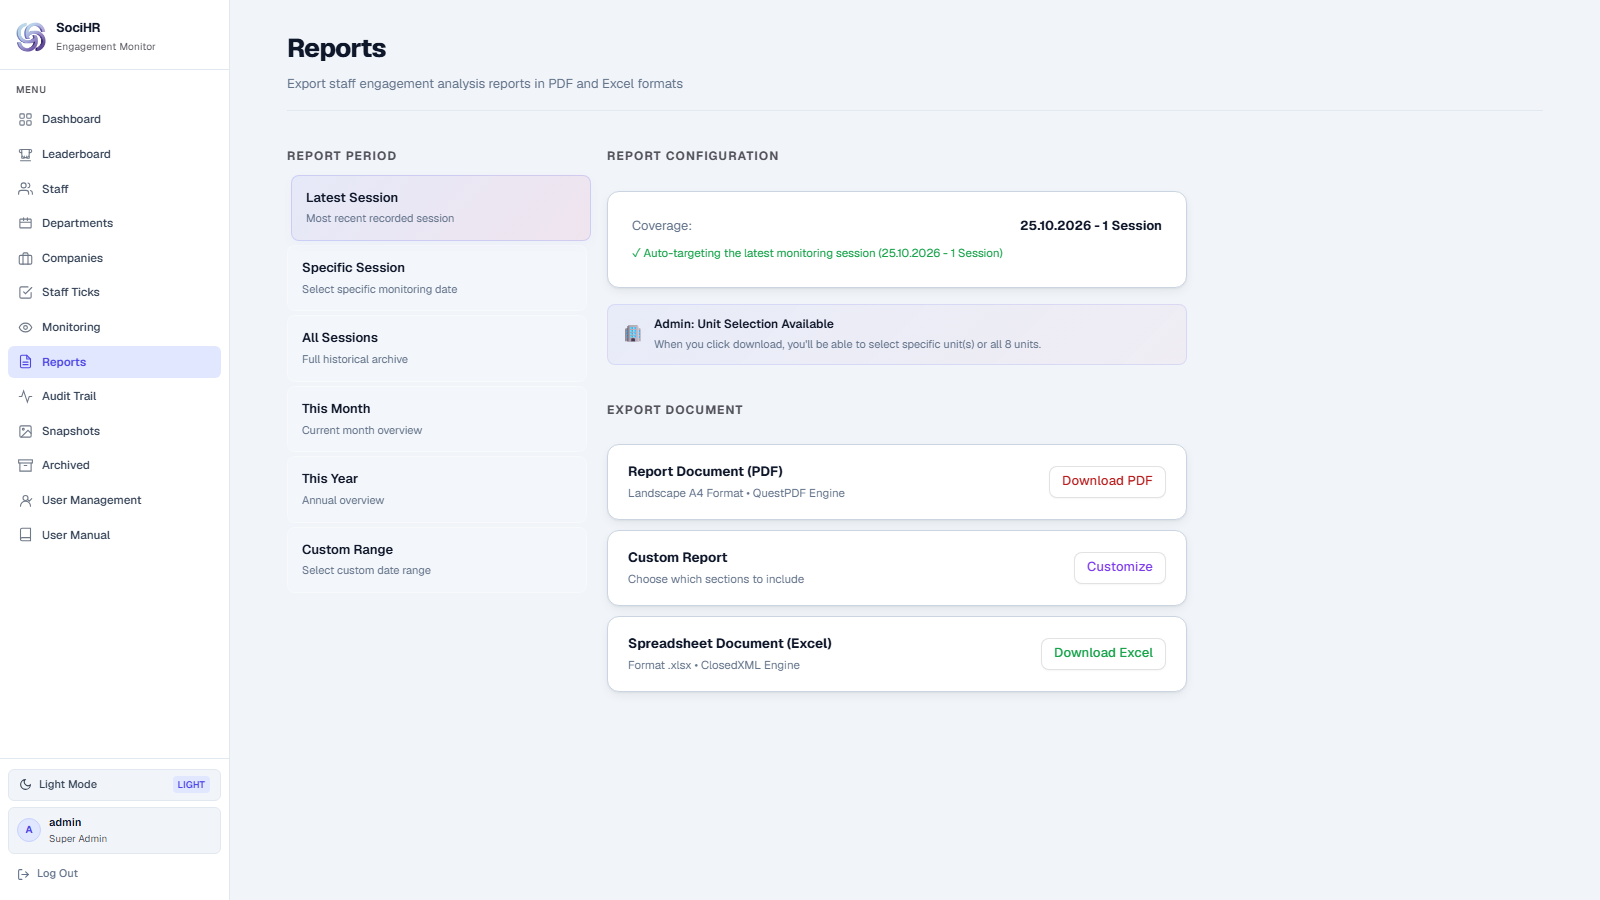 SociHR
Engagement Monitor
MENU
Dashboard
Leaderboard
Staff
Departments
Companies
Staff Ticks
Monitoring
Reports
Audit Trail
Snapshots
Archived
User Management
User Manual
Light Mode
LIGHT
A
admin
Super Admin
Log Out
Reports
Export staff engagement analysis reports in PDF and Excel formats
REPORT PERIOD
Latest Session
Most recent recorded session
Specific Session
Select specific monitoring date
All Sessions
Full historical archive
This Month
Current month overview
This Year
Annual overview
Custom Range
Select custom date range
REPORT CONFIGURATION
Coverage:
25.10.2026 - 1 Session
✓ Auto-targeting the latest monitoring session (25.10.2026 - 1 Session)
Admin: Unit Selection Available
When you click download, you'll be able to select specific unit(s) or all 8 units.
EXPORT DOCUMENT
Report Document (PDF)
Landscape A4 Format • QuestPDF Engine
Download PDF
Custom Report
Choose which sections to include
Customize
Spreadsheet Document (Excel)
Format .xlsx • ClosedXML Engine
Download Excel